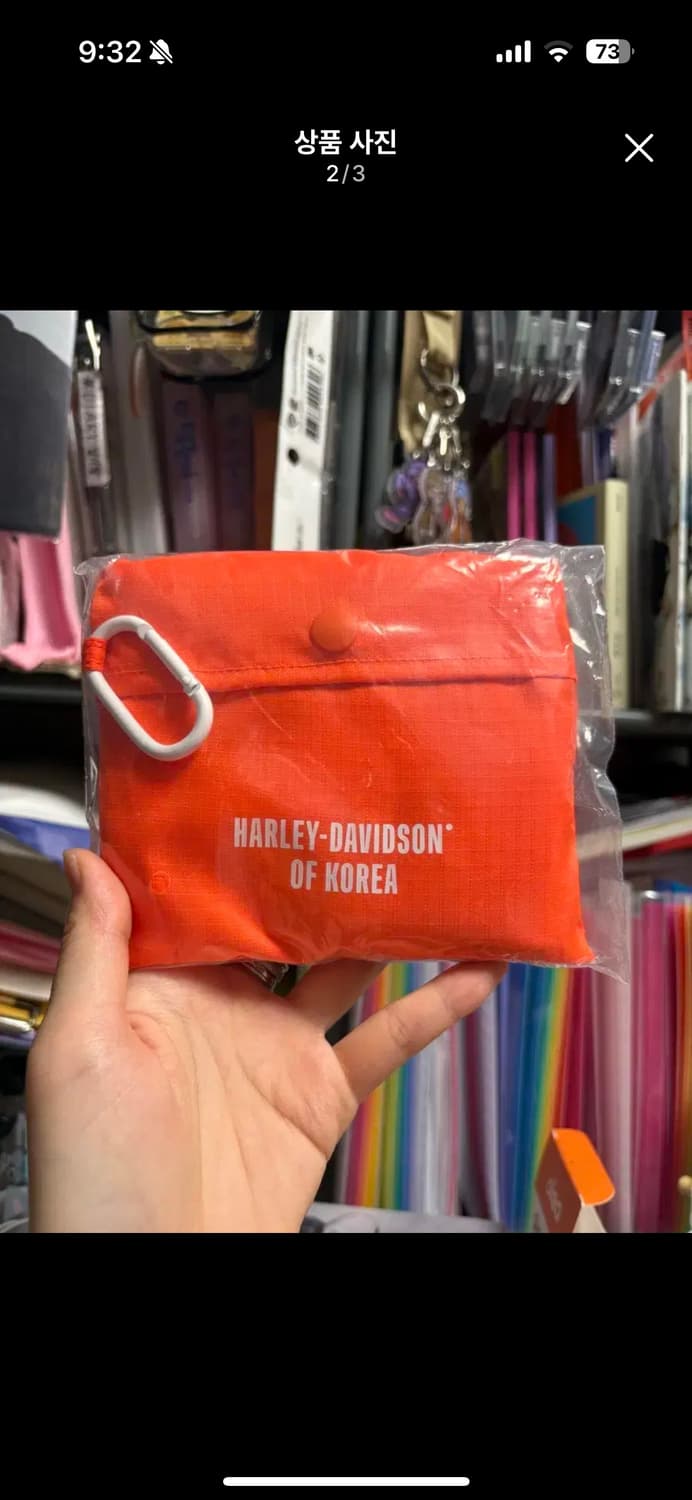 9:32
73
상품 사진
2/3
HARLEY-DAVIDSON®
OF KOREA